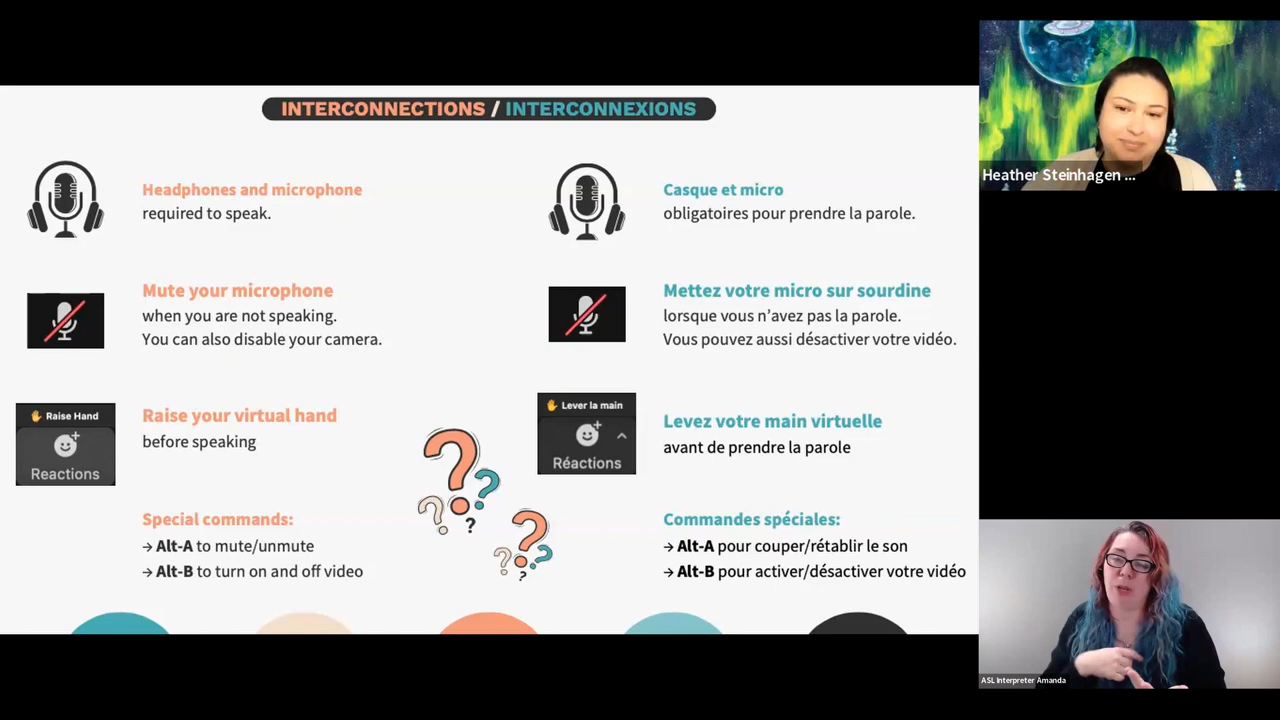 INTERCONNECTIONS / INTERCONNEXIONS
Headphones and microphone
required to speak.
Mute your microphone
when you are not speaking.
You can also disable your camera.
Raise Hand
Reactions
Raise your virtual hand
before speaking
Special commands:
→ Alt-A to mute/unmute
→ Alt-B to turn on and off video
Casque et micro
obligatoires pour prendre la parole.
Mettez votre micro sur sourdine
lorsque vous n’avez pas la parole.
Vous pouvez aussi désactiver votre vidéo.
Lever la main
Réactions
Levez votre main virtuelle
avant de prendre la parole
Commandes spéciales:
→ Alt-A pour couper/rétablir le son
→ Alt-B pour activer/désactiver votre vidéo
? ? ? ?
? ? ? ?
Heather Steinhagen ...
ASL Interpreter Amanda